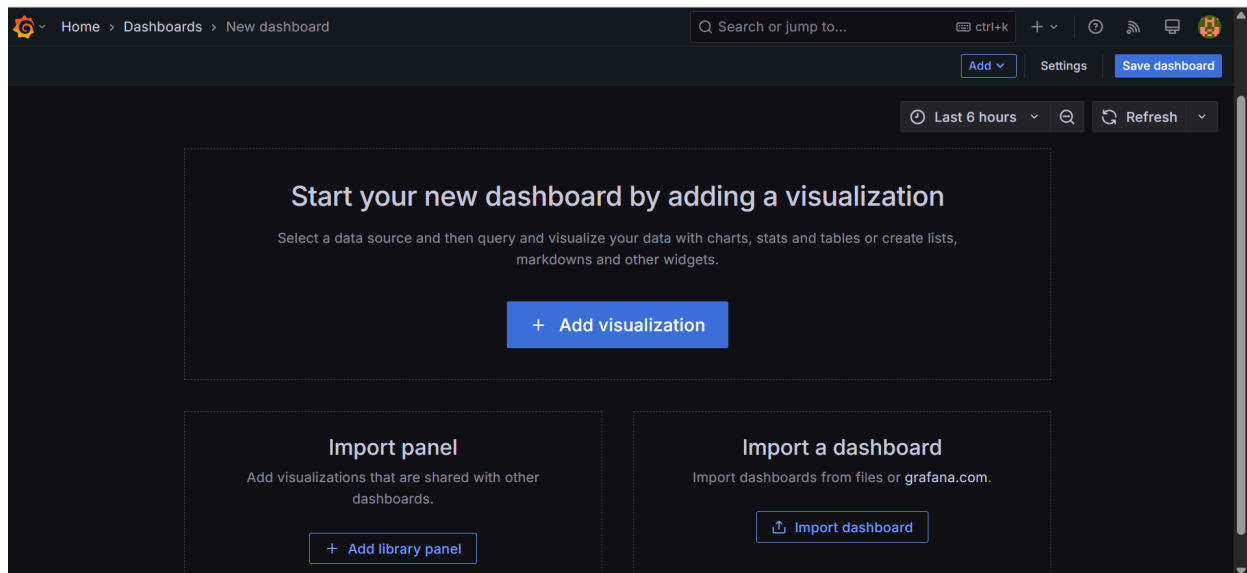 Home › Dashboards › New dashboard
Search or jump to... ctrl+k
Add Settings Save dashboard
Last 6 hours Refresh
Start your new dashboard by adding a visualization
Select a data source and then query and visualize your data with charts, stats and tables or create lists,
markdowns and other widgets.
+ Add visualization
Import panel
Add visualizations that are shared with other
dashboards.
+ Add library panel
Import a dashboard
Import dashboards from files or grafana.com.
Import dashboard